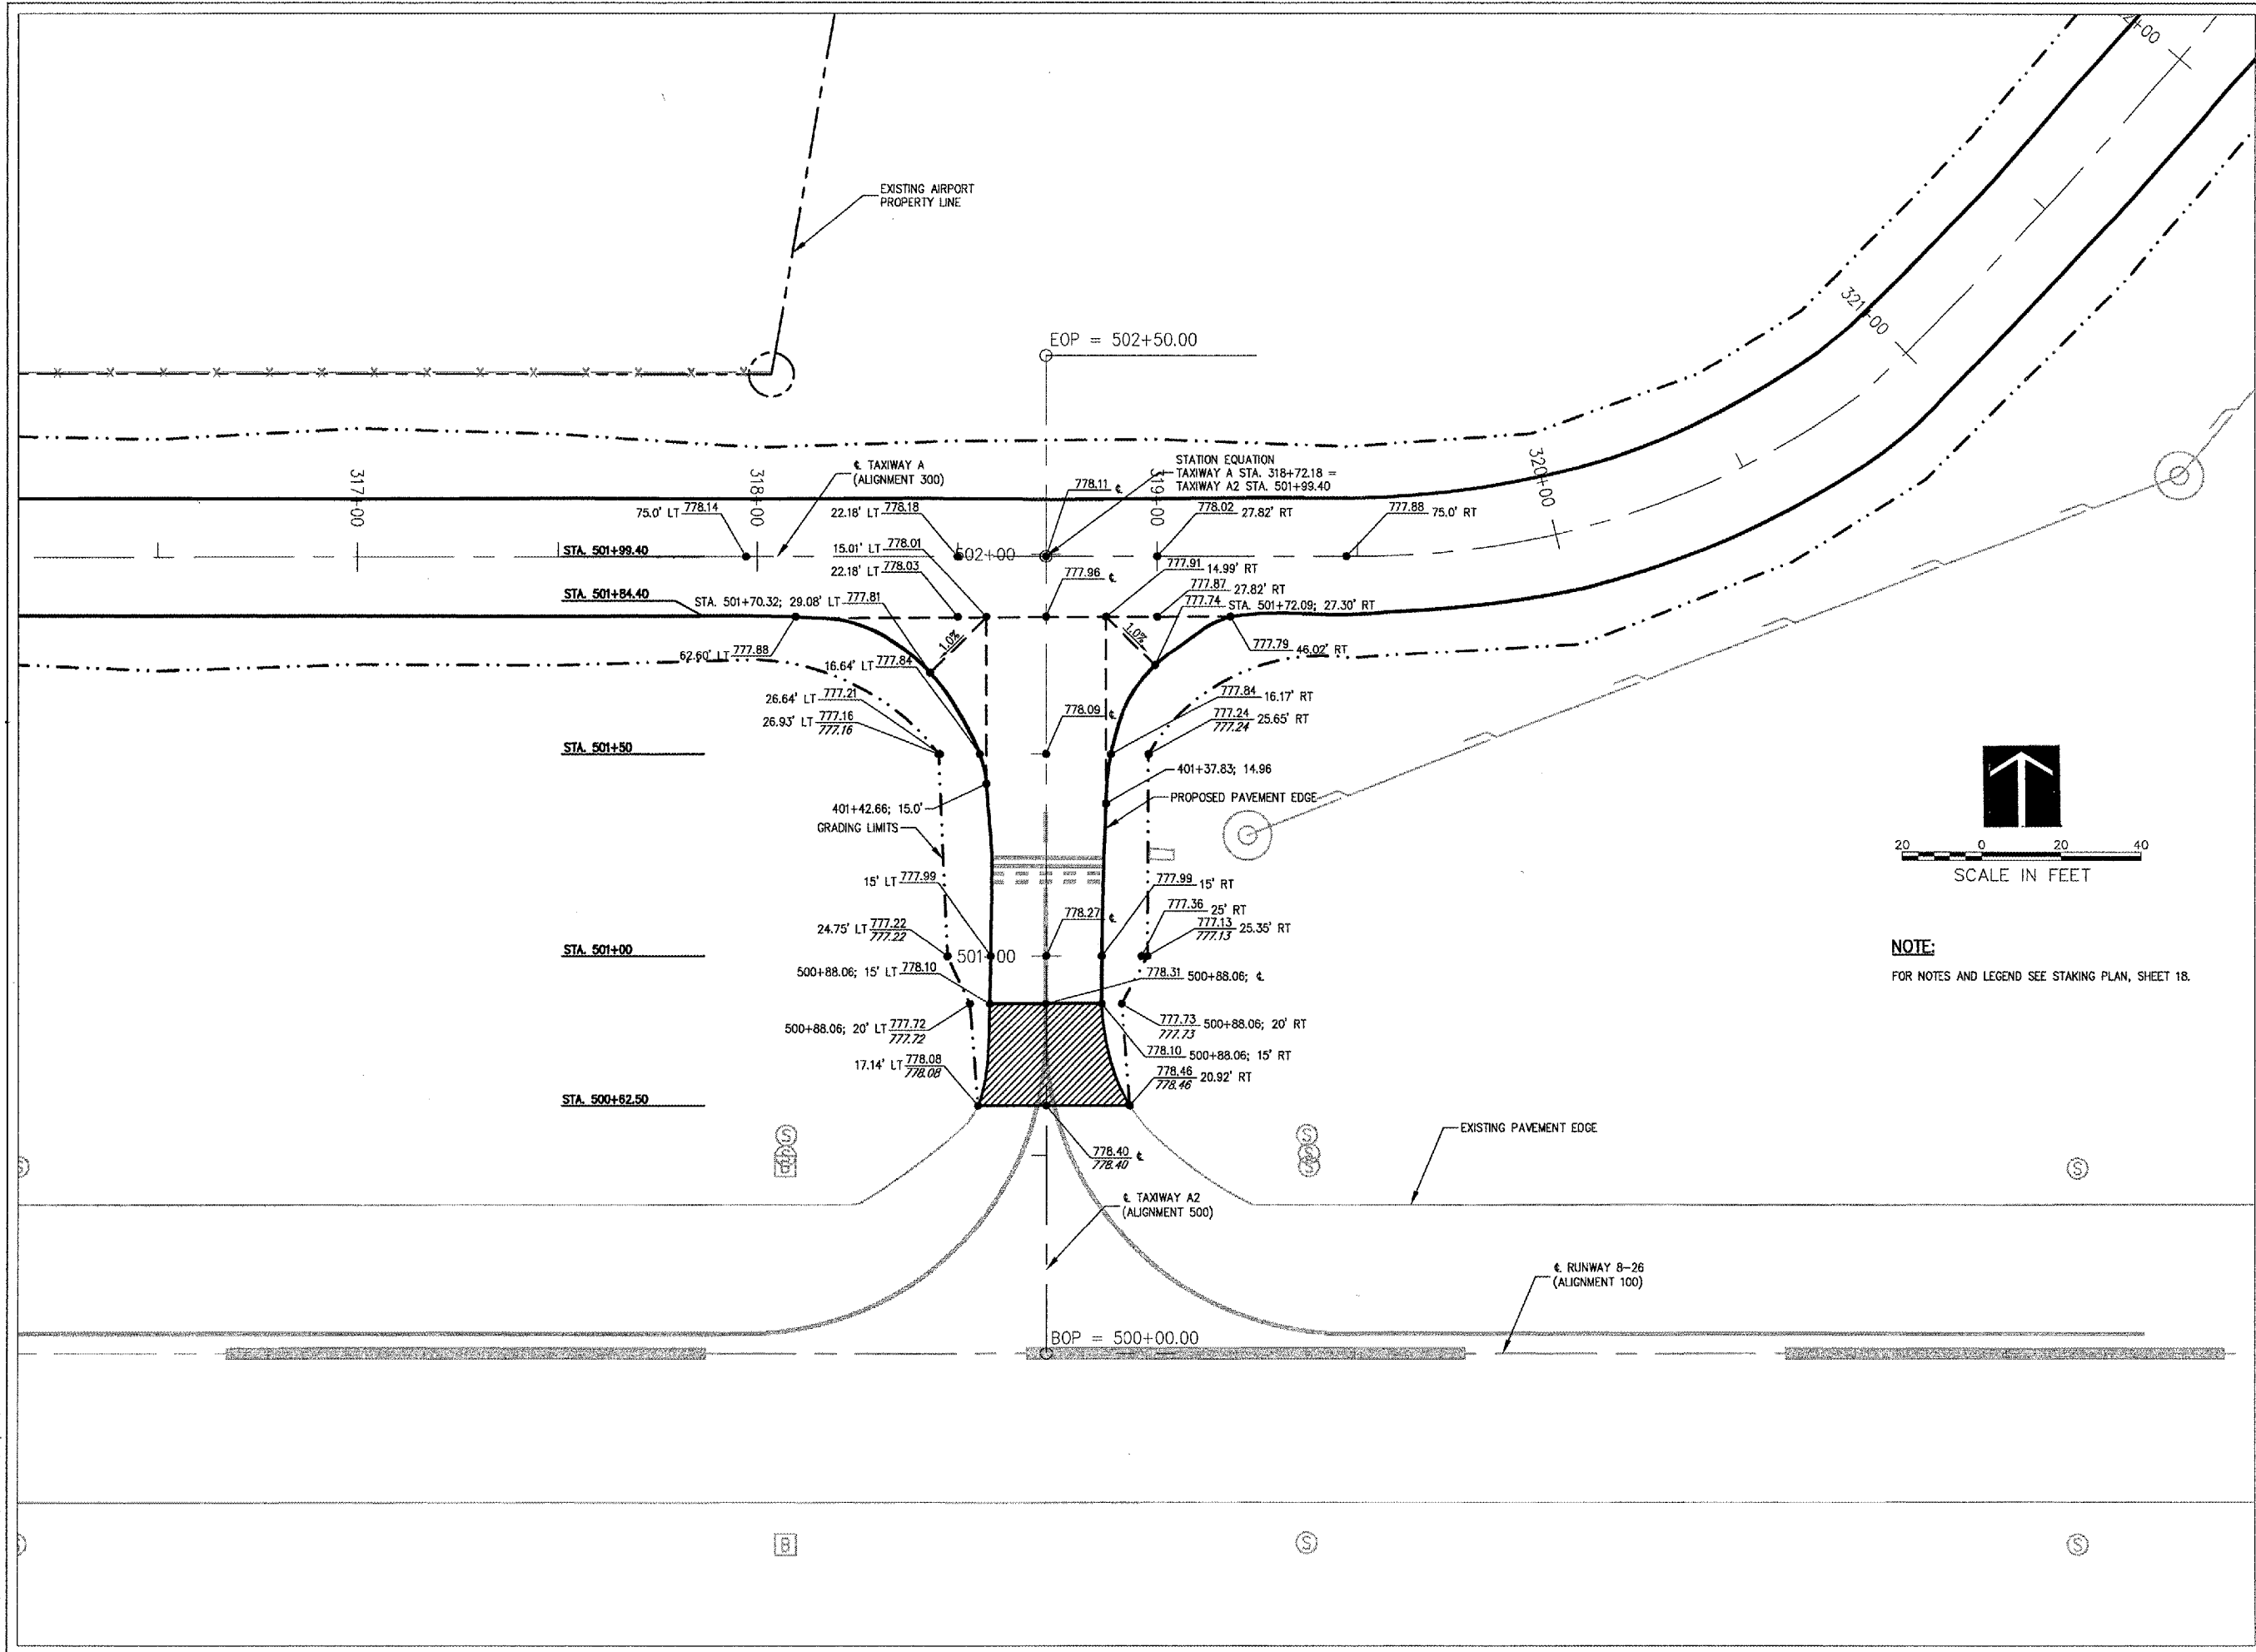 2+00
EXISTING AIRPORT
PROPERTY LINE
321+00
EOP = 502+50.00
317+00
318+00
319+00
320+00
℄ TAXIWAY A
(ALIGNMENT 300)
STATION EQUATION
TAXIWAY A STA. 318+72.18 =
TAXIWAY A2 STA. 501+99.40
75.0' LT 778.14
22.18' LT 778.18
778.11 ℄
778.02 27.82' RT
777.88 75.0' RT
STA. 501+99.40
15.01' LT 778.01
502+00
22.18' LT 778.03
777.96 ℄
777.91 14.99' RT
777.87 27.82' RT
STA. 501+84.40
STA. 501+70.32; 29.08' LT 777.81
777.74 STA. 501+72.09; 27.30' RT
1.0%
1.0%
62.60' LT 777.88
777.79 46.02' RT
16.64' LT 777.84
777.84 16.17' RT
26.64' LT 777.21
26.93' LT 777.16
777.16
778.09 ℄
777.24 25.65' RT
777.24
STA. 501+50
401+37.83; 14.96
PROPOSED PAVEMENT EDGE
401+42.66; 15.0'
GRADING LIMITS
20 0 20 40
SCALE IN FEET
15' LT 777.99
777.99 15' RT
777.36 25' RT
24.75' LT 777.22
777.22
778.27 ℄
777.13 25.35' RT
777.13
STA. 501+00
501+00
NOTE:
FOR NOTES AND LEGEND SEE STAKING PLAN, SHEET 18.
500+88.06; 15' LT 778.10
778.31 500+88.06; ℄
500+88.06; 20' LT 777.72
777.72
777.73 500+88.06; 20' RT
777.73
778.10 500+88.06; 15' RT
17.14' LT 778.08
778.08
778.46 20.92' RT
778.46
STA. 500+62.50
EXISTING PAVEMENT EDGE
S
S
S
S
B
S
S
S
S
778.40 ℄
778.40
℄ TAXIWAY A2
(ALIGNMENT 500)
℄ RUNWAY 8-26
(ALIGNMENT 100)
BOP = 500+00.00
S
B
S
S